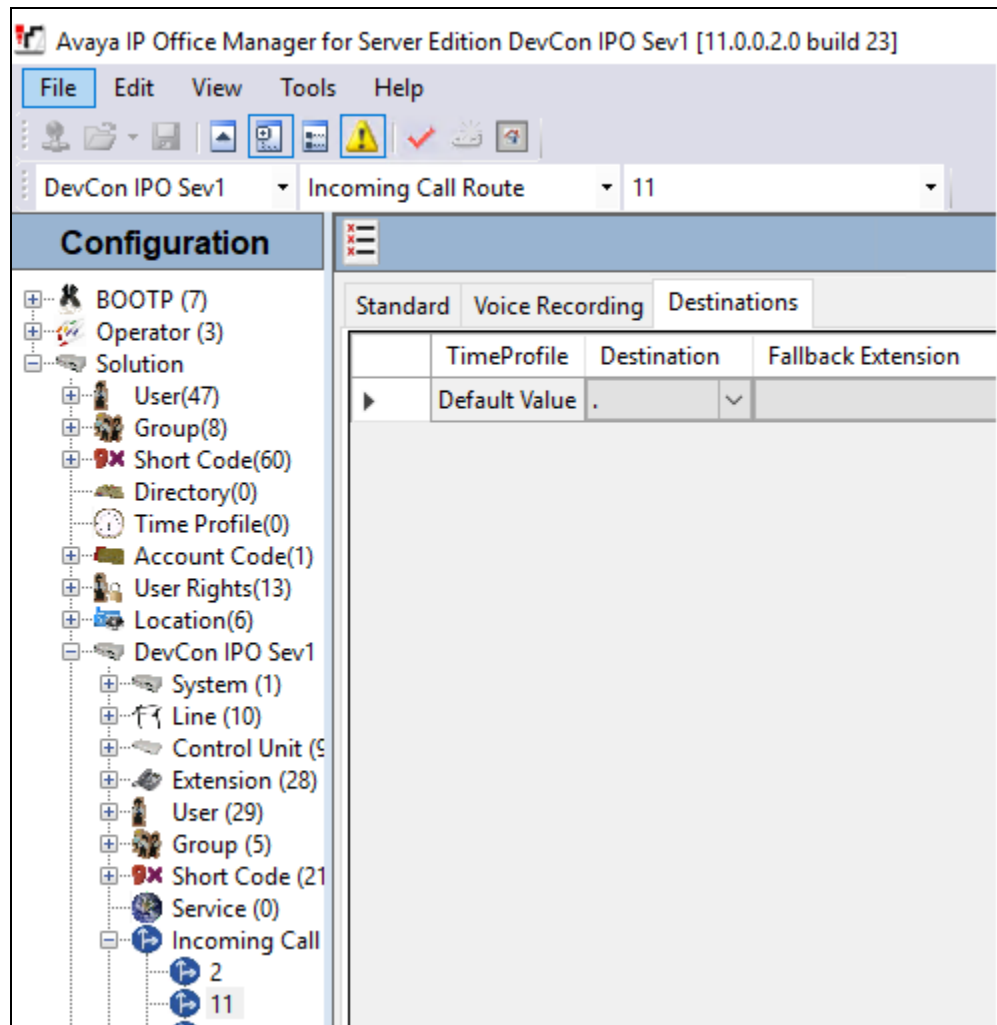 Avaya IP Office Manager for Server Edition DevCon IPO Sev1 [11.0.0.2.0 build 23]
File Edit View Tools Help
DevCon IPO Sev1 Incoming Call Route 11
Configuration
BOOTP (7)
Operator (3)
Solution
User(47)
Group(8)
Short Code(60)
Directory(0)
Time Profile(0)
Account Code(1)
User Rights(13)
Location(6)
DevCon IPO Sev1
System (1)
Line (10)
Control Unit (9
Extension (28)
User (29)
Group (5)
Short Code (21
Service (0)
Incoming Call
2
11
Standard Voice Recording Destinations
TimeProfile Destination Fallback Extension
Default Value .